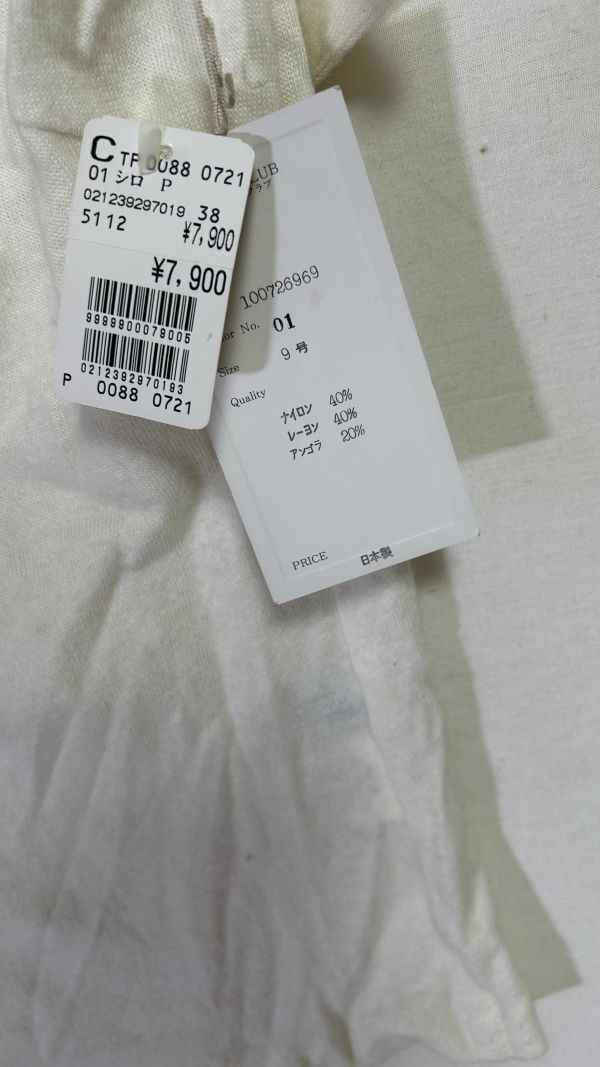 C TF 0088 0721
01 シロ P
021239297019 38
5112 ¥7,900
¥7,900
9999900079005
0212392970193
P 0088 0721
LUB
ラブ
100726969
or No. 01
Size 9 号
Quality
ナイロン 40%
レーヨン 40%
アンゴラ 20%
PRICE 日本製